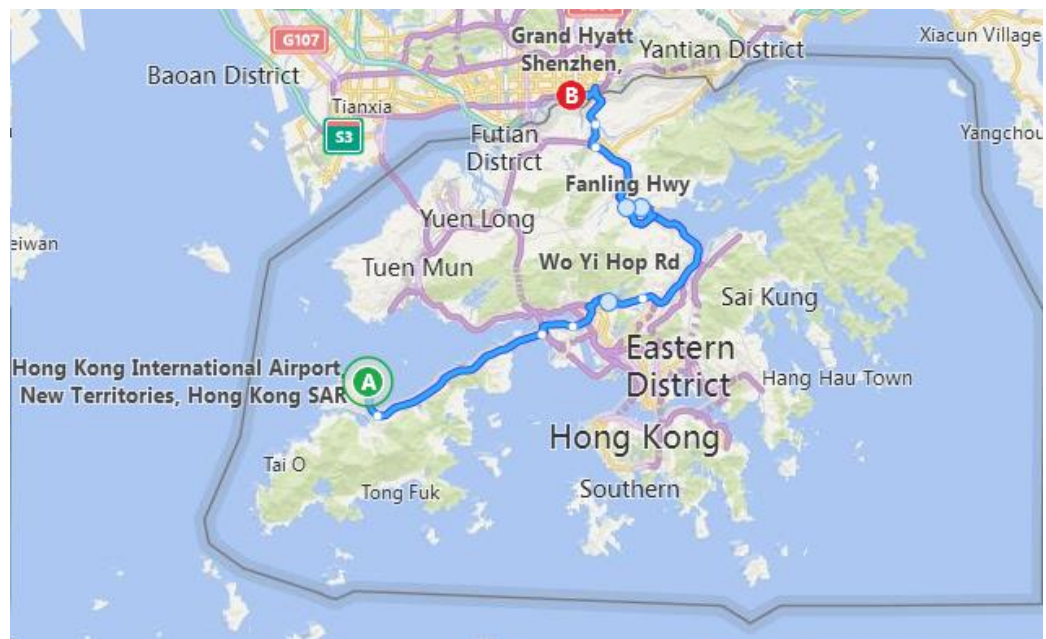 Grand Hyatt
Shenzhen,
Yantian District
Xiacun Village
G107
Baoan District
Tianxia
B
S3
Futian
District
Yangchou
Fanling Hwy
Yuen Long
eiwan
Wo Yi Hop Rd
Tuen Mun
Sai Kung
Eastern
District
Hong Kong International Airport,
New Territories, Hong Kong SAR
A
Hang Hau Town
Hong Kong
Tai O
Tong Fuk
Southern